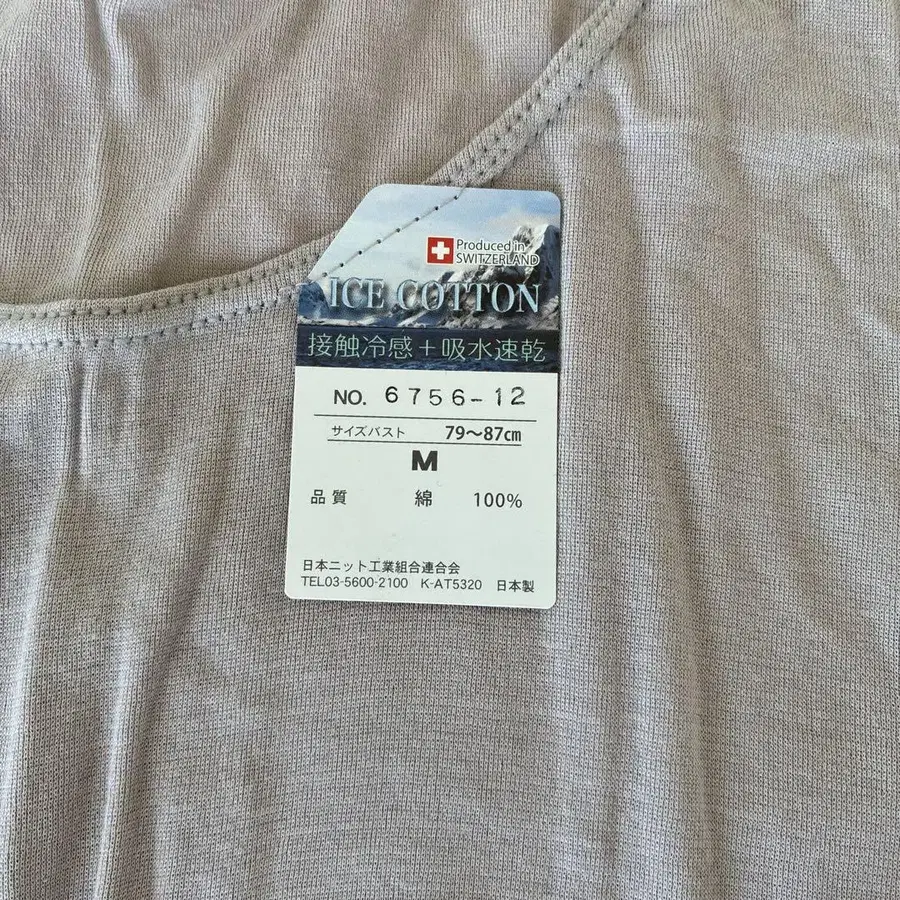 Produced in
SWITZERLAND
ICE COTTON
接触冷感＋吸水速乾
NO. 6756-12
サイズバスト 79〜87㎝
M
品質 綿 100%
日本ニット工業組合連合会
TEL03-5600-2100 K-AT5320 日本製